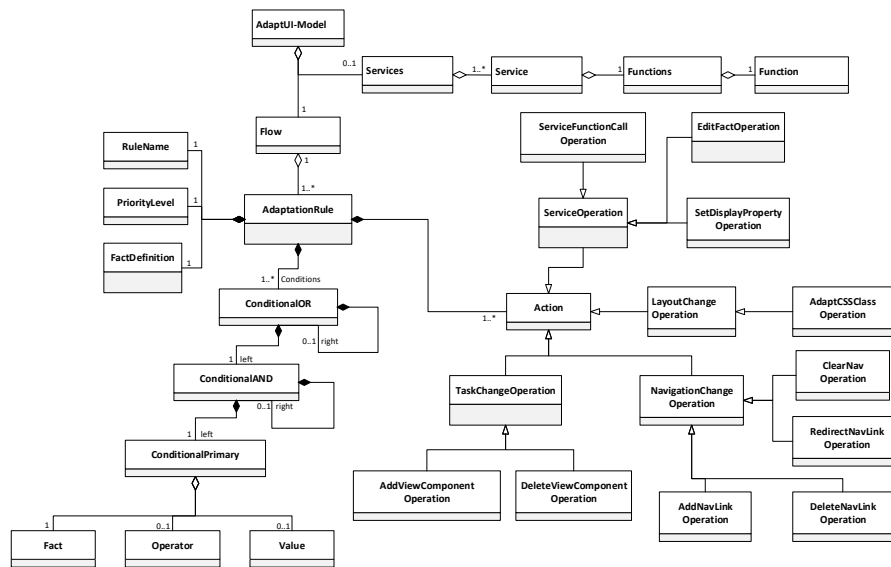 AdaptUI-Model
0..1
1..*
1
1
Services
Service
Functions
Function
1
Flow
1
1..*
ServiceFunctionCall
Operation
EditFactOperation
RuleName
1
PriorityLevel
1
FactDefinition
1
AdaptationRule
ServiceOperation
SetDisplayProperty
Operation
1..*
Conditions
ConditionalOR
0..1
right
1
left
ConditionalAND
0..1
right
1
left
ConditionalPrimary
1
0..1
0..1
Fact
Operator
Value
1..*
Action
LayoutChange
Operation
AdaptCSSClass
Operation
TaskChangeOperation
NavigationChange
Operation
ClearNav
Operation
RedirectNavLink
Operation
AddViewComponent
Operation
DeleteViewComponent
Operation
AddNavLink
Operation
DeleteNavLink
Operation